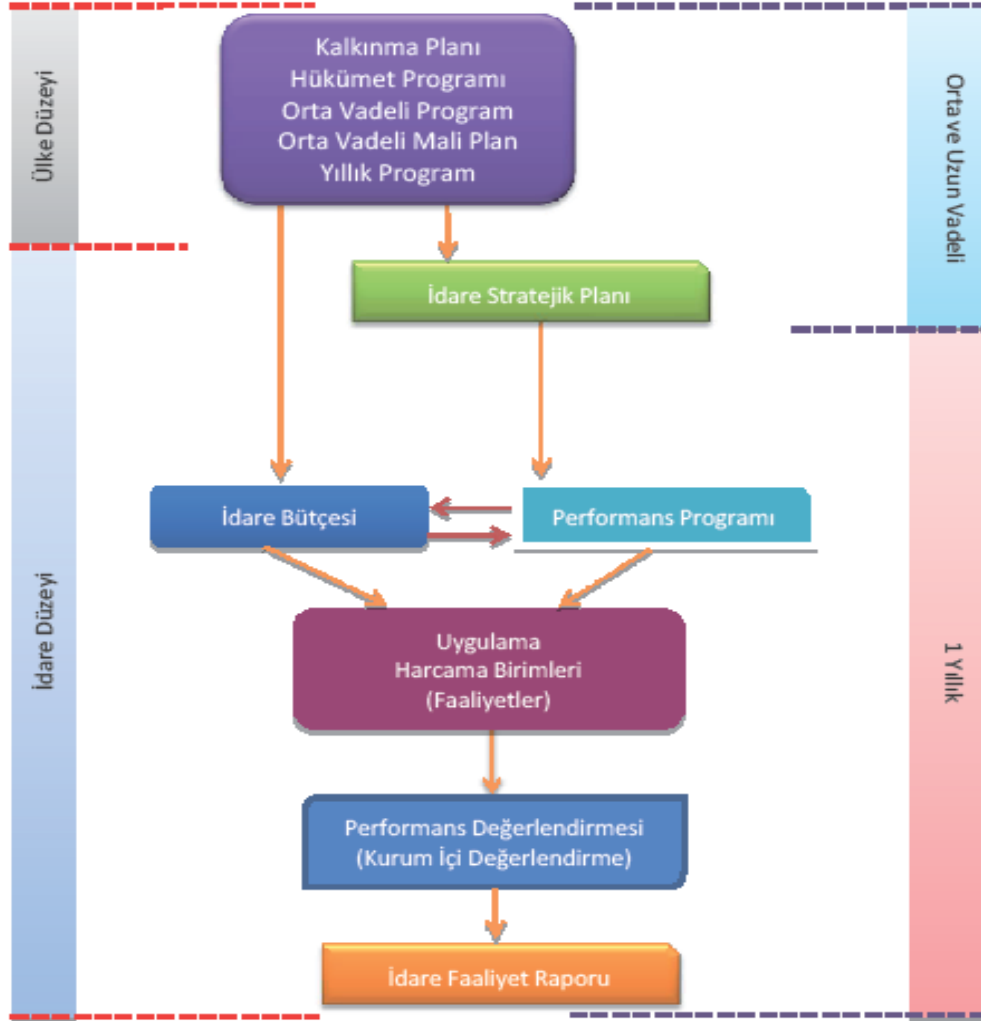 Ülke Düzeyi
Kalkınma Planı
Hükümet Programı
Orta Vadeli Program
Orta Vadeli Mali Plan
Yıllık Program
Orta ve Uzun Vadeli
İdare Stratejik Planı
İdare Düzeyi
İdare Bütçesi
Performans Programı
Uygulama
Harcama Birimleri
(Faaliyetler)
1 Yıllık
Performans Değerlendirmesi
(Kurum İçi Değerlendirme)
İdare Faaliyet Raporu